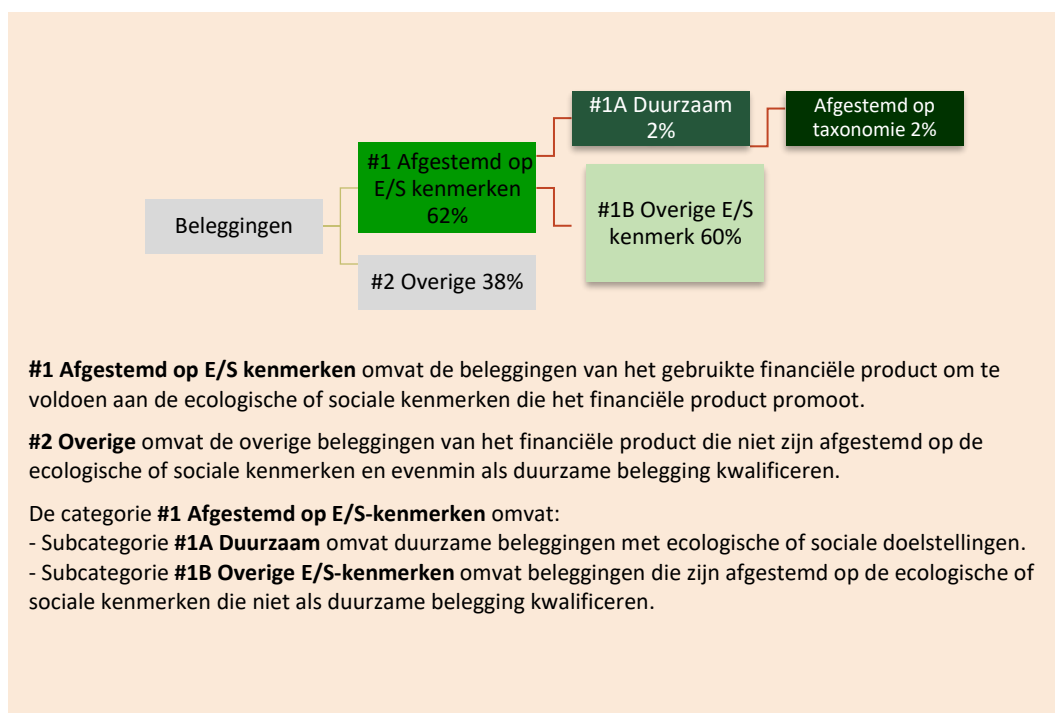 #1A Duurzaam
2%
Afgestemd op
taxonomie 2%
#1 Afgestemd op
E/S kenmerken
62%
Beleggingen
#1B Overige E/S
kenmerk 60%
#2 Overige 38%
#1 Afgestemd op E/S kenmerken omvat de beleggingen van het gebruikte financiële product om te
voldoen aan de ecologische of sociale kenmerken die het financiële product promoot.
#2 Overige omvat de overige beleggingen van het financiële product die niet zijn afgestemd op de
ecologische of sociale kenmerken en evenmin als duurzame belegging kwalificeren.
De categorie #1 Afgestemd op E/S-kenmerken omvat:
- Subcategorie #1A Duurzaam omvat duurzame beleggingen met ecologische of sociale doelstellingen.
- Subcategorie #1B Overige E/S-kenmerken omvat beleggingen die zijn afgestemd op de ecologische of
sociale kenmerken die niet als duurzame belegging kwalificeren.